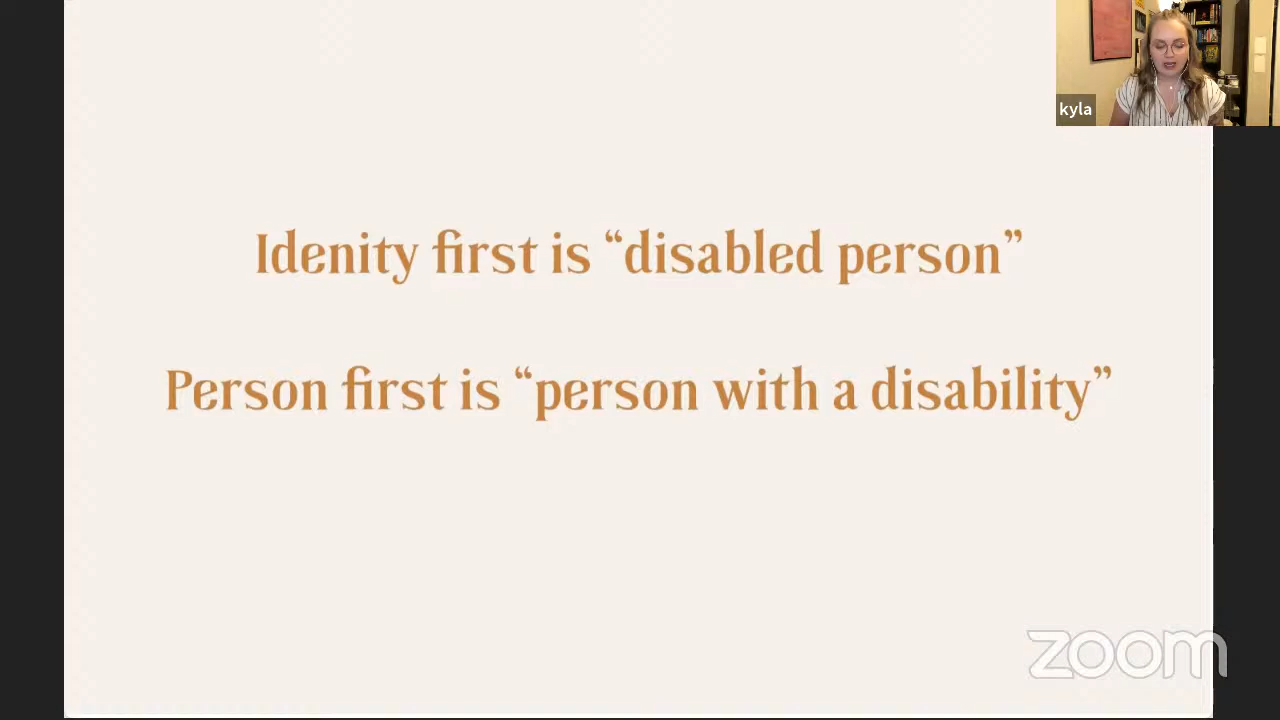 kyla
Idenity first is “disabled person”
Person first is “person with a disability”
zoom